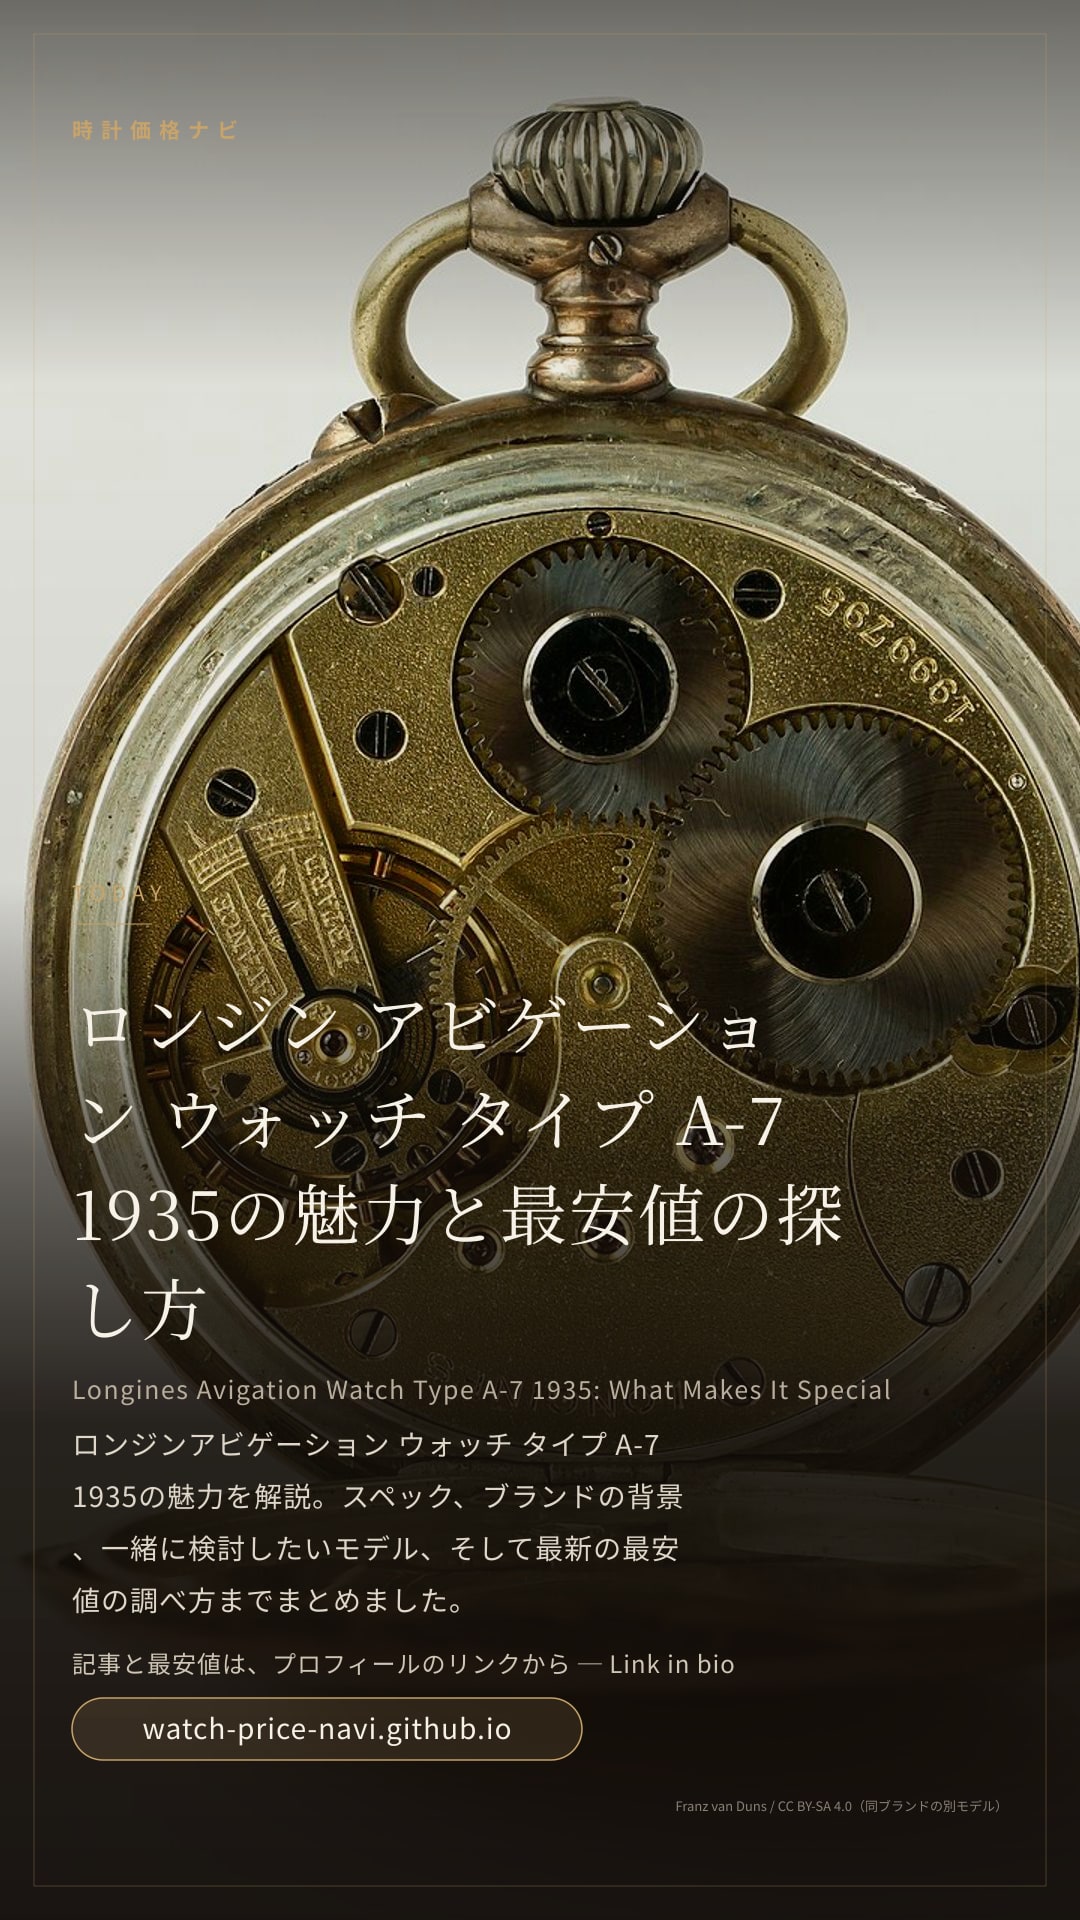 時計価格ナビ
1999795
TODAY
ロンジン アビゲーショ
ン ウォッチ タイプ A-7
1935の魅力と最安値の探
し方
Longines Avigation Watch Type A-7 1935: What Makes It Special
ロンジンアビゲーション ウォッチ タイプ A-7
1935の魅力を解説。スペック、ブランドの背景
、一緒に検討したいモデル、そして最新の最安
値の調べ方までまとめました。
記事と最安値は、プロフィールのリンクから — Link in bio
watch-price-navi.github.io
Franz van Duns / CC BY-SA 4.0（同ブランドの別モデル）